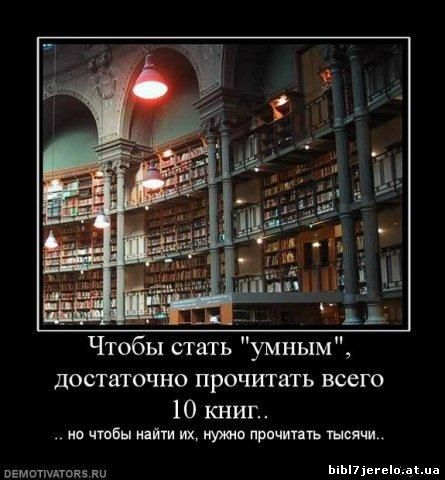 Чтобы стать "умным",
достаточно прочитать всего
10 книг..
.. но чтобы найти их, нужно прочитать тысячи..
DEMOTIVATORS.RU
bibl7jerelo.at.ua